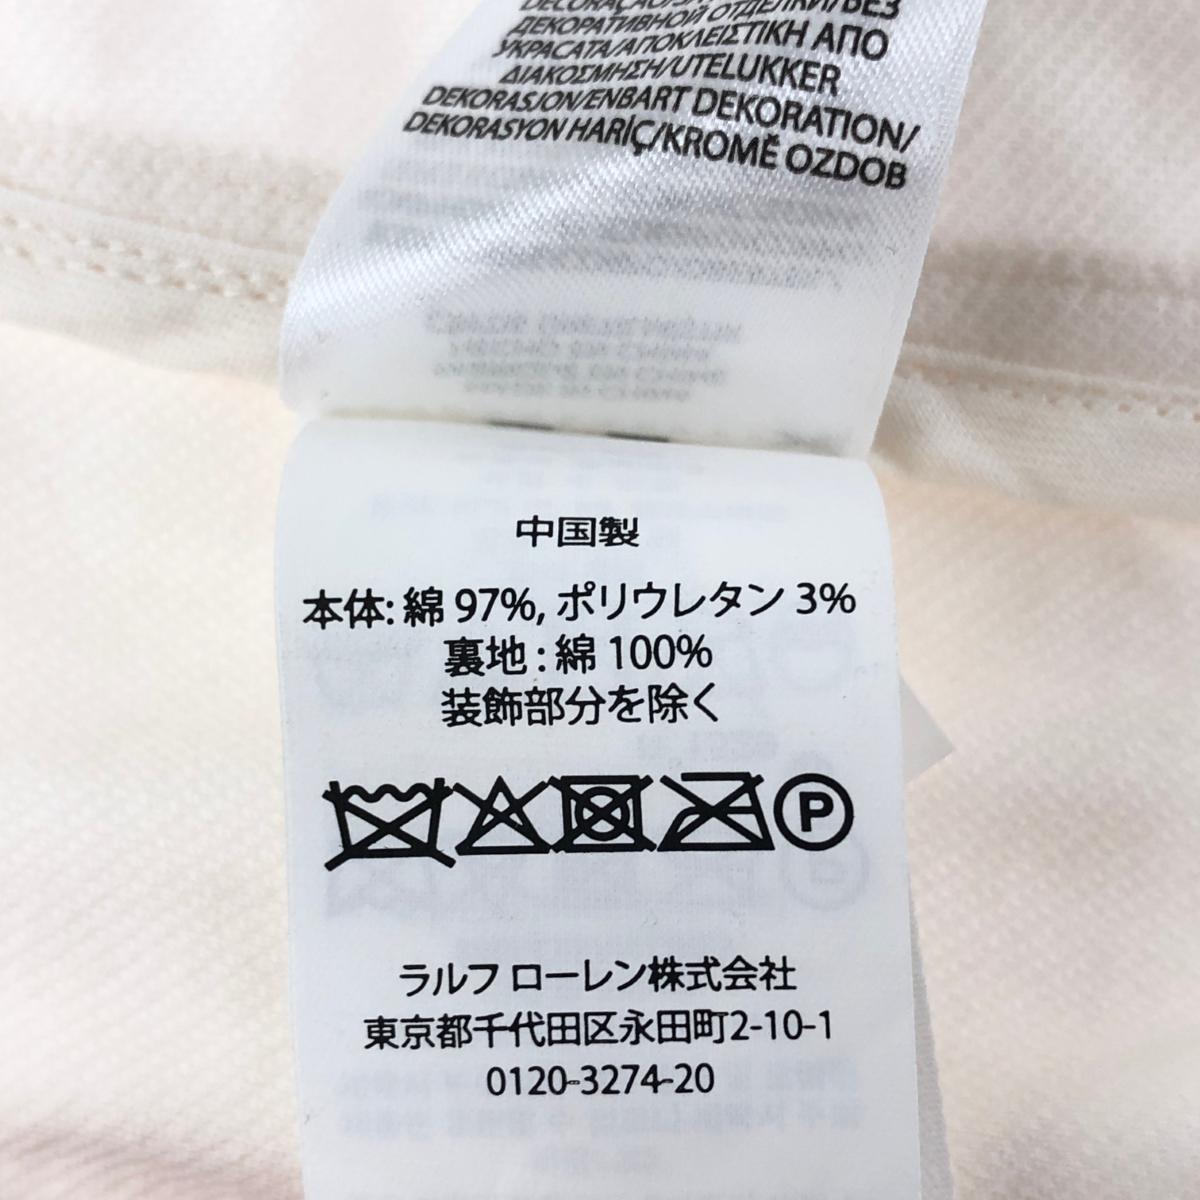 ДЕКОРАТИВНОЙ ОТДЕЛКИ/БЕЗ
УКРАСАТА/ΑΠΟΚΛΕΙΣΤΙΚΗ ΑΠΟ
ΔΙΑΚΟΣΜΗΣΗ/UTELUKKER
DEKORASJON/ENBART DEKORATION/
DEKORASYON HARİÇ/KROMĚ OZDOB
中国製
本体: 綿 97%, ポリウレタン 3%
裏地 : 綿 100%
装飾部分を除く
P
ラルフ ローレン株式会社
東京都千代田区永田町2-10-1
0120-3274-20